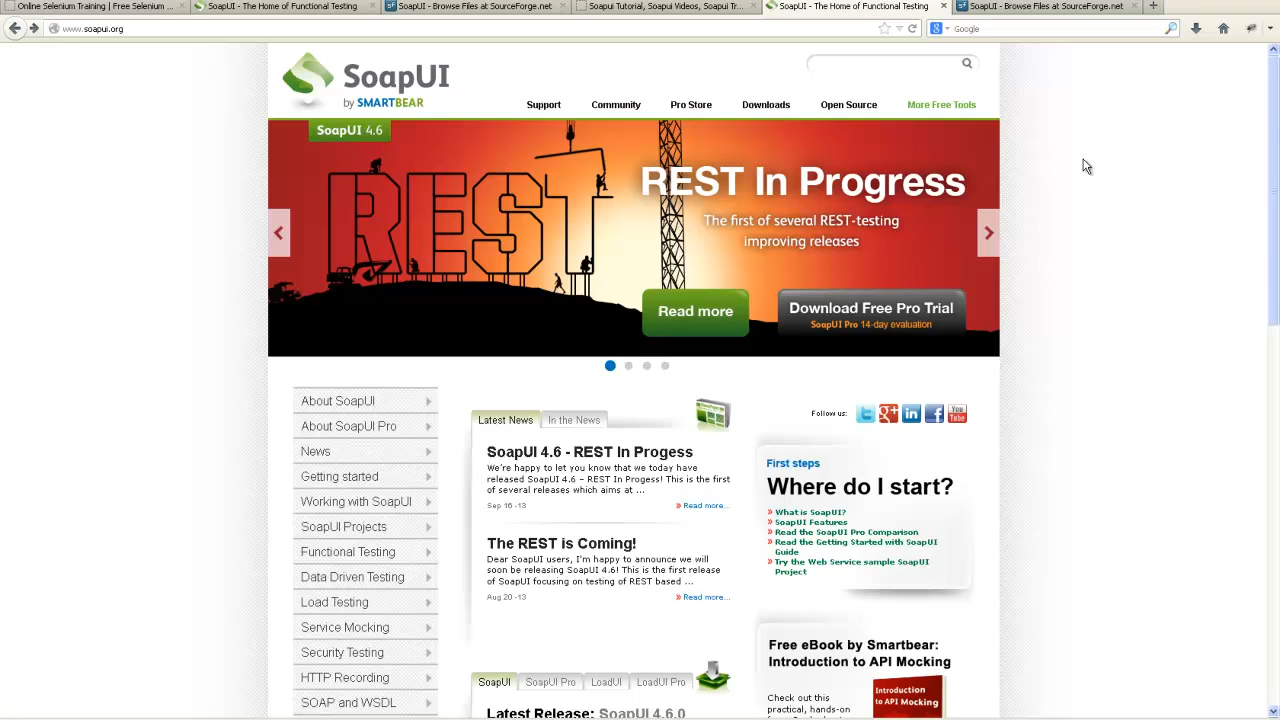 Online Selenium Training | Free Selenium ...
SoapUI - The Home of Functional Testing
SoapUI - Browse Files at SourceForge.net
Soapui Tutorial, Soapui Videos, Soapui Tr...
SoapUI - The Home of Functional Testing
SoapUI - Browse Files at SourceForge.net
www.soapui.org
Google
SoapUI
by SMARTBEAR
Support
Community
Pro Store
Downloads
Open Source
More Free Tools
SoapUI 4.6
REST
REST In Progress
The first of several REST-testing
improving releases
Read more
Download Free Pro Trial
SoapUI Pro 14-day evaluation
About SoapUI
About SoapUI Pro
News
Getting started
Working with SoapUI
SoapUI Projects
Functional Testing
Data Driven Testing
Load Testing
Service Mocking
Security Testing
HTTP Recording
SOAP and WSDL
Latest News
In the News
SoapUI 4.6 - REST In Progess
We're happy to let you know that we today have
released SoapUI 4.6 – REST In Progess! This is the first
of several releases which aims at ...
Sep 16 -13
» Read more...
The REST is Coming!
Dear SoapUI users, I'm happy to announce we will
soon be releasing SoapUI 4.6! This is the first release
of SoapUI focusing on testing of REST based ...
Aug 20 -13
» Read more...
SoapUI
SoapUI Pro
LoadUI
LoadUI Pro
Latest Release: SoapUI 4.6.0
Follow us:
You
Tube
First steps
Where do I start?
» What is SoapUI?
» SoapUI Features
» Read the SoapUI Pro Comparison
» Read the Getting Started with SoapUI
Guide
» Try the Web Service sample SoapUI
Project
Free eBook by Smartbear:
Introduction to API Mocking
Check out this
practical, hands-on
Introduction
to API Mocking